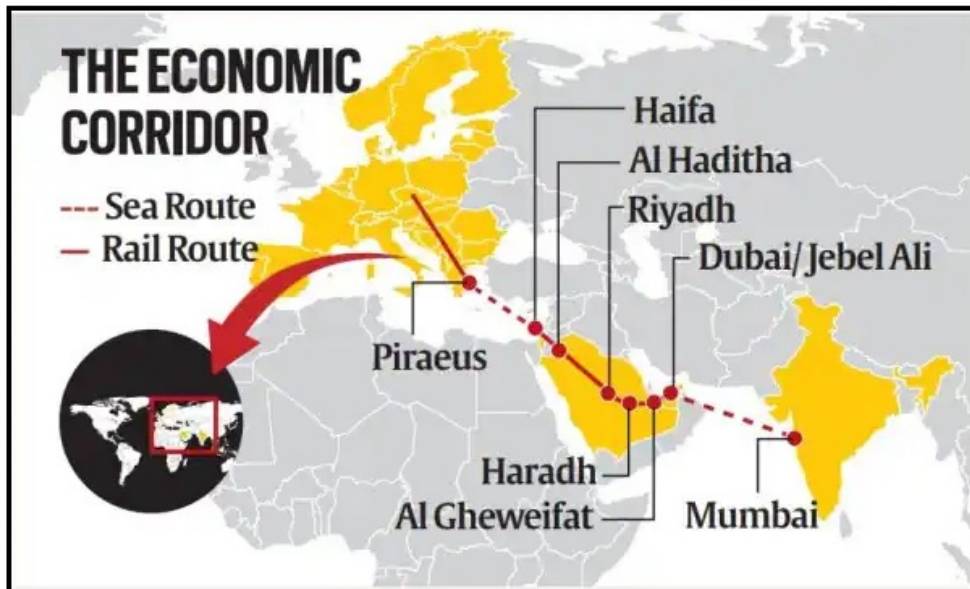 THE ECONOMIC
CORRIDOR
Sea Route
Rail Route
Haifa
Al Haditha
Riyadh
Dubai/Jebel Ali
Piraeus
Haradh
Al Gheweifat
Mumbai